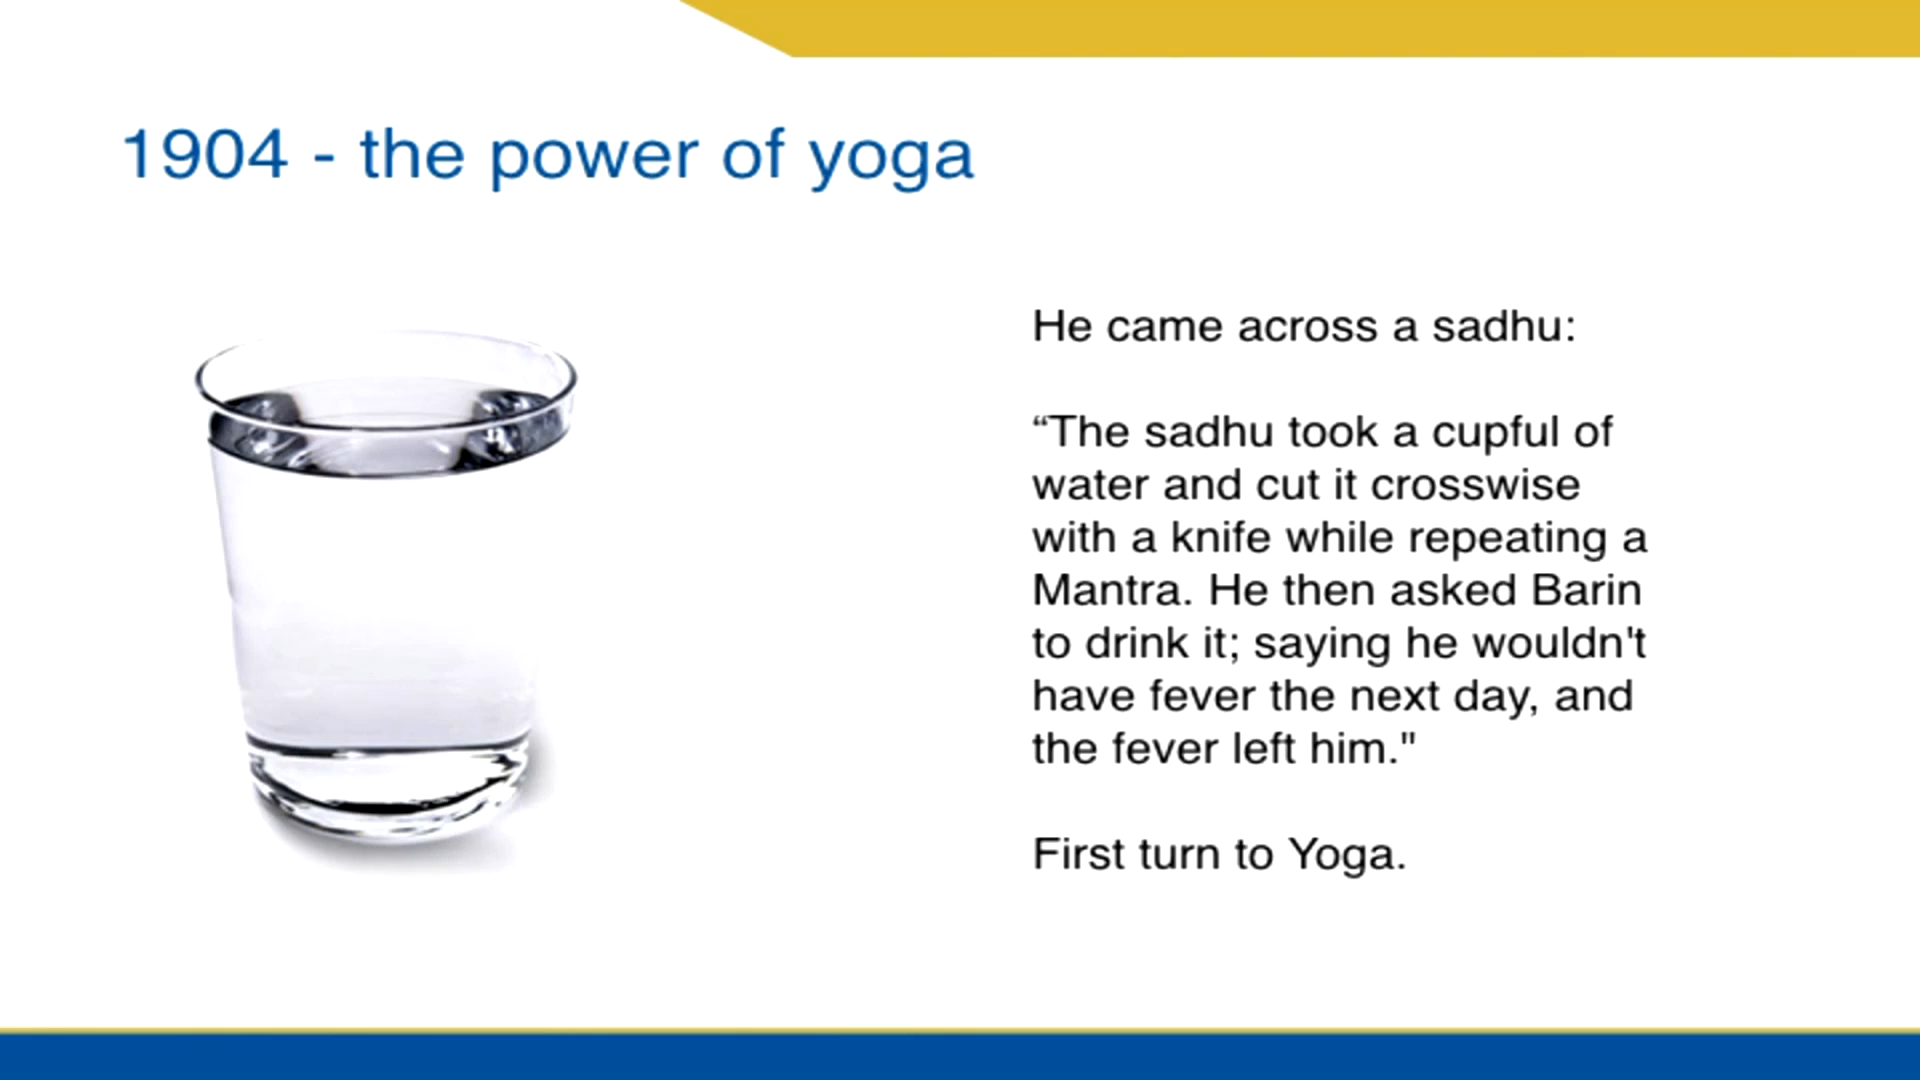 1904 - the power of yoga
He came across a sadhu:
“The sadhu took a cupful of
water and cut it crosswise
with a knife while repeating a
Mantra. He then asked Barin
to drink it; saying he wouldn't
have fever the next day, and
the fever left him."
First turn to Yoga.